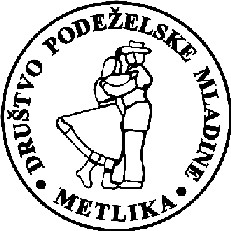 DRUŠTVO PODEŽELSKE MLADINE
• METLIKA •